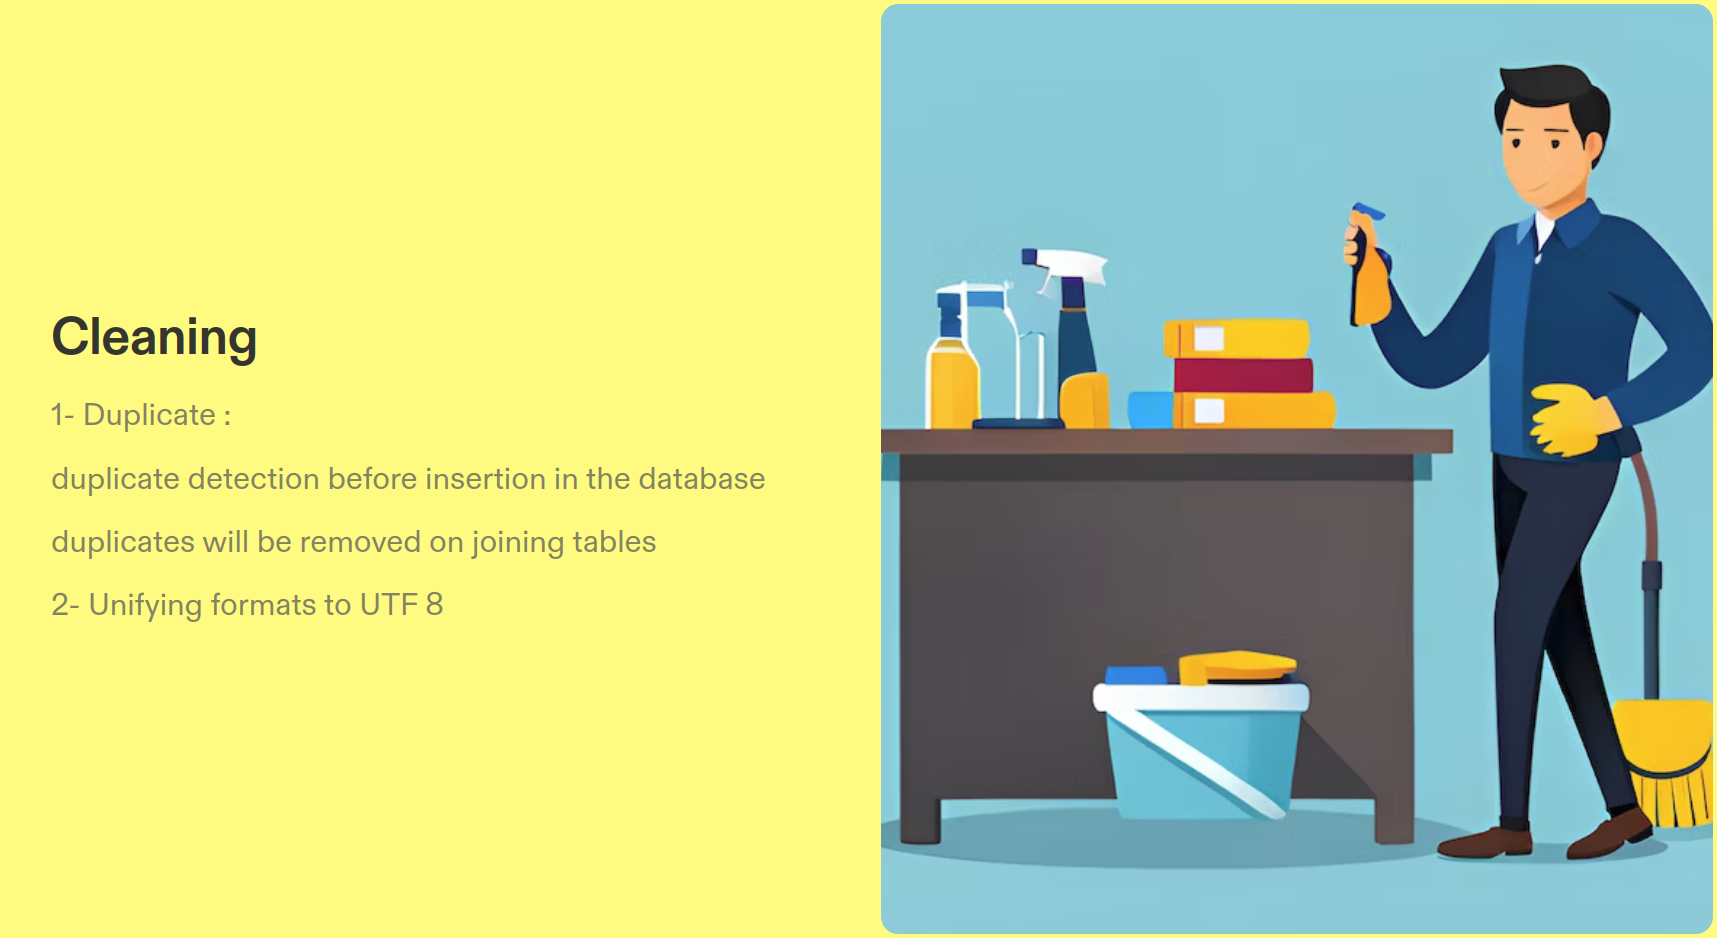 Cleaning
1- Duplicate :
duplicate detection before insertion in the database
duplicates will be removed on joining tables
2- Unifying formats to UTF 8